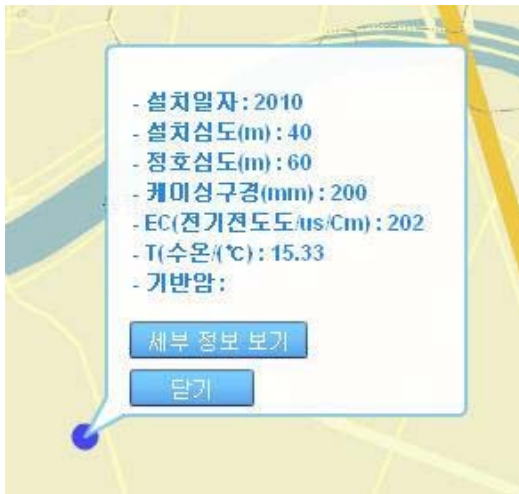 - 설치일자 : 2010
- 설치심도(m) : 40
- 정호심도(m) : 60
- 케이싱구경(mm) : 200
- EC(전기전도도/us/Cm) : 202
- T(수온/(℃) : 15.33
- 기반암 :
세부 정보 보기
닫기